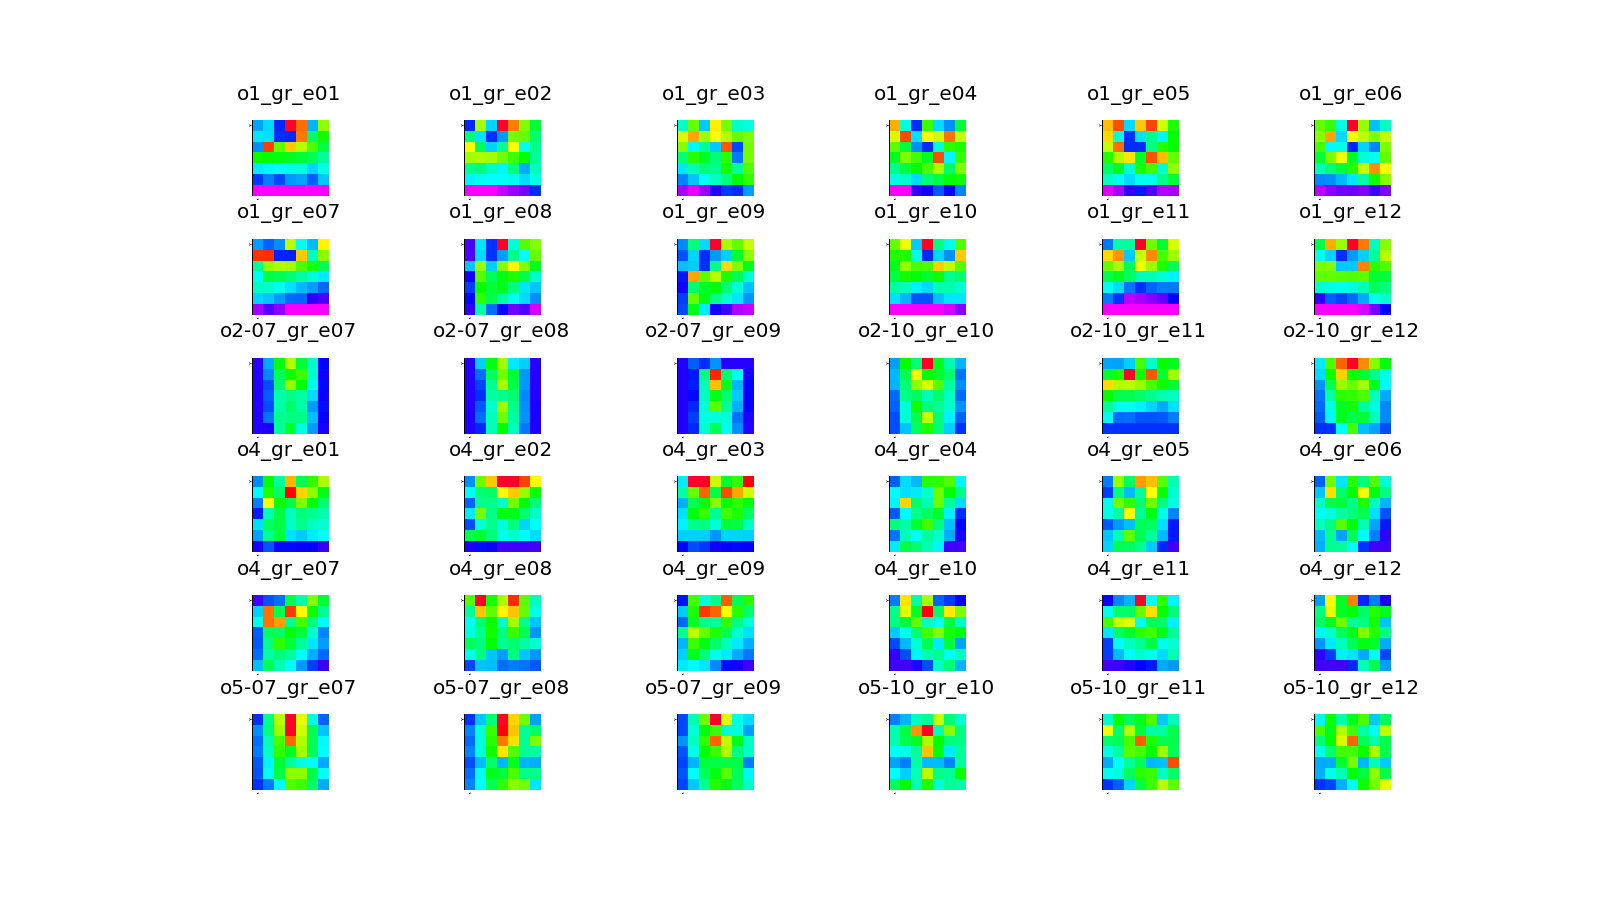 o1_gr_e01 o1_gr_e02 o1_gr_e03 o1_gr_e04 o1_gr_e05 o1_gr_e06
o1_gr_e07 o1_gr_e08 o1_gr_e09 o1_gr_e10 o1_gr_e11 o1_gr_e12
o2-07_gr_e07 o2-07_gr_e08 o2-07_gr_e09 o2-10_gr_e10 o2-10_gr_e11 o2-10_gr_e12
o4_gr_e01 o4_gr_e02 o4_gr_e03 o4_gr_e04 o4_gr_e05 o4_gr_e06
o4_gr_e07 o4_gr_e08 o4_gr_e09 o4_gr_e10 o4_gr_e11 o4_gr_e12
o5-07_gr_e07 o5-07_gr_e08 o5-07_gr_e09 o5-10_gr_e10 o5-10_gr_e11 o5-10_gr_e12